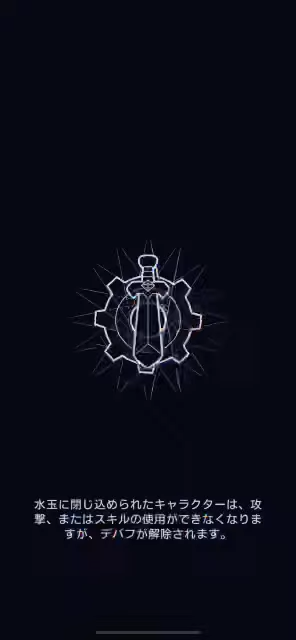 水玉に閉じ込められたキャラクターは、攻
撃、またはスキルの使用ができなくなりま
すが、デバフが解除されます。